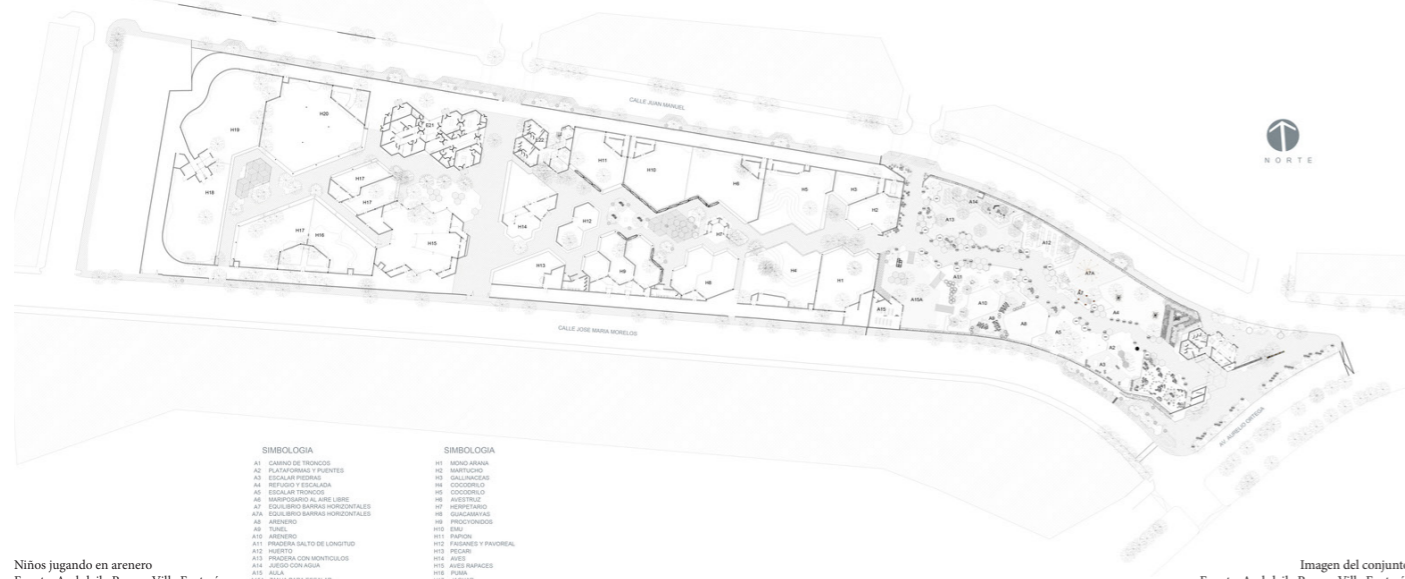 CALLE JUAN MANUEL
NORTE
H20
E21
H19
E22
H11
H10
H17
H6
H5
H3
A14
H18
H17
H2
A13
H12
H7
A12
H14
H17
H16
H15
A7A
H13
H9
H4
H1
A11
H8
A10A
A10
A4
A15
A9
A8
A5
A2
A3
CALLE JOSE MARIA MORELOS
AV. AURELIO ORTEGA
SIMBOLOGIA
A1 CAMINO DE TRONCOS
A2 PLATAFORMAS Y PUENTES
A3 ESCALAR PIEDRAS
A4 REFUGIO Y ESCALADA
A5 ESCALAR TRONCOS
A6 MARIPOSARIO AL AIRE LIBRE
A7 EQUILIBRIO BARRAS HORIZONTALES
A7A EQUILIBRIO BARRAS HORIZONTALES
A8 ARENERO
A9 TUNEL
A10 ARENERO
A11 PRADERA SALTO DE LONGITUD
A12 HUERTO
A13 PRADERA CON MONTICULOS
A14 JUEGO CON AGUA
A15 AULA
SIMBOLOGIA
H1 MONO ARAÑA
H2 MARTUCHO
H3 GALLINACEAS
H4 COCODRILO
H5 COCODRILO
H6 AVESTRUZ
H7 HERPETARIO
H8 GUACAMAYAS
H9 PROCYONIDOS
H10 EMU
H11 PAPION
H12 FAISANES Y PAVOREAL
H13 PECARI
H14 AVES
H15 AVES RAPACES
H16 PUMA
Niños jugando en arenero
Imagen del conjunto